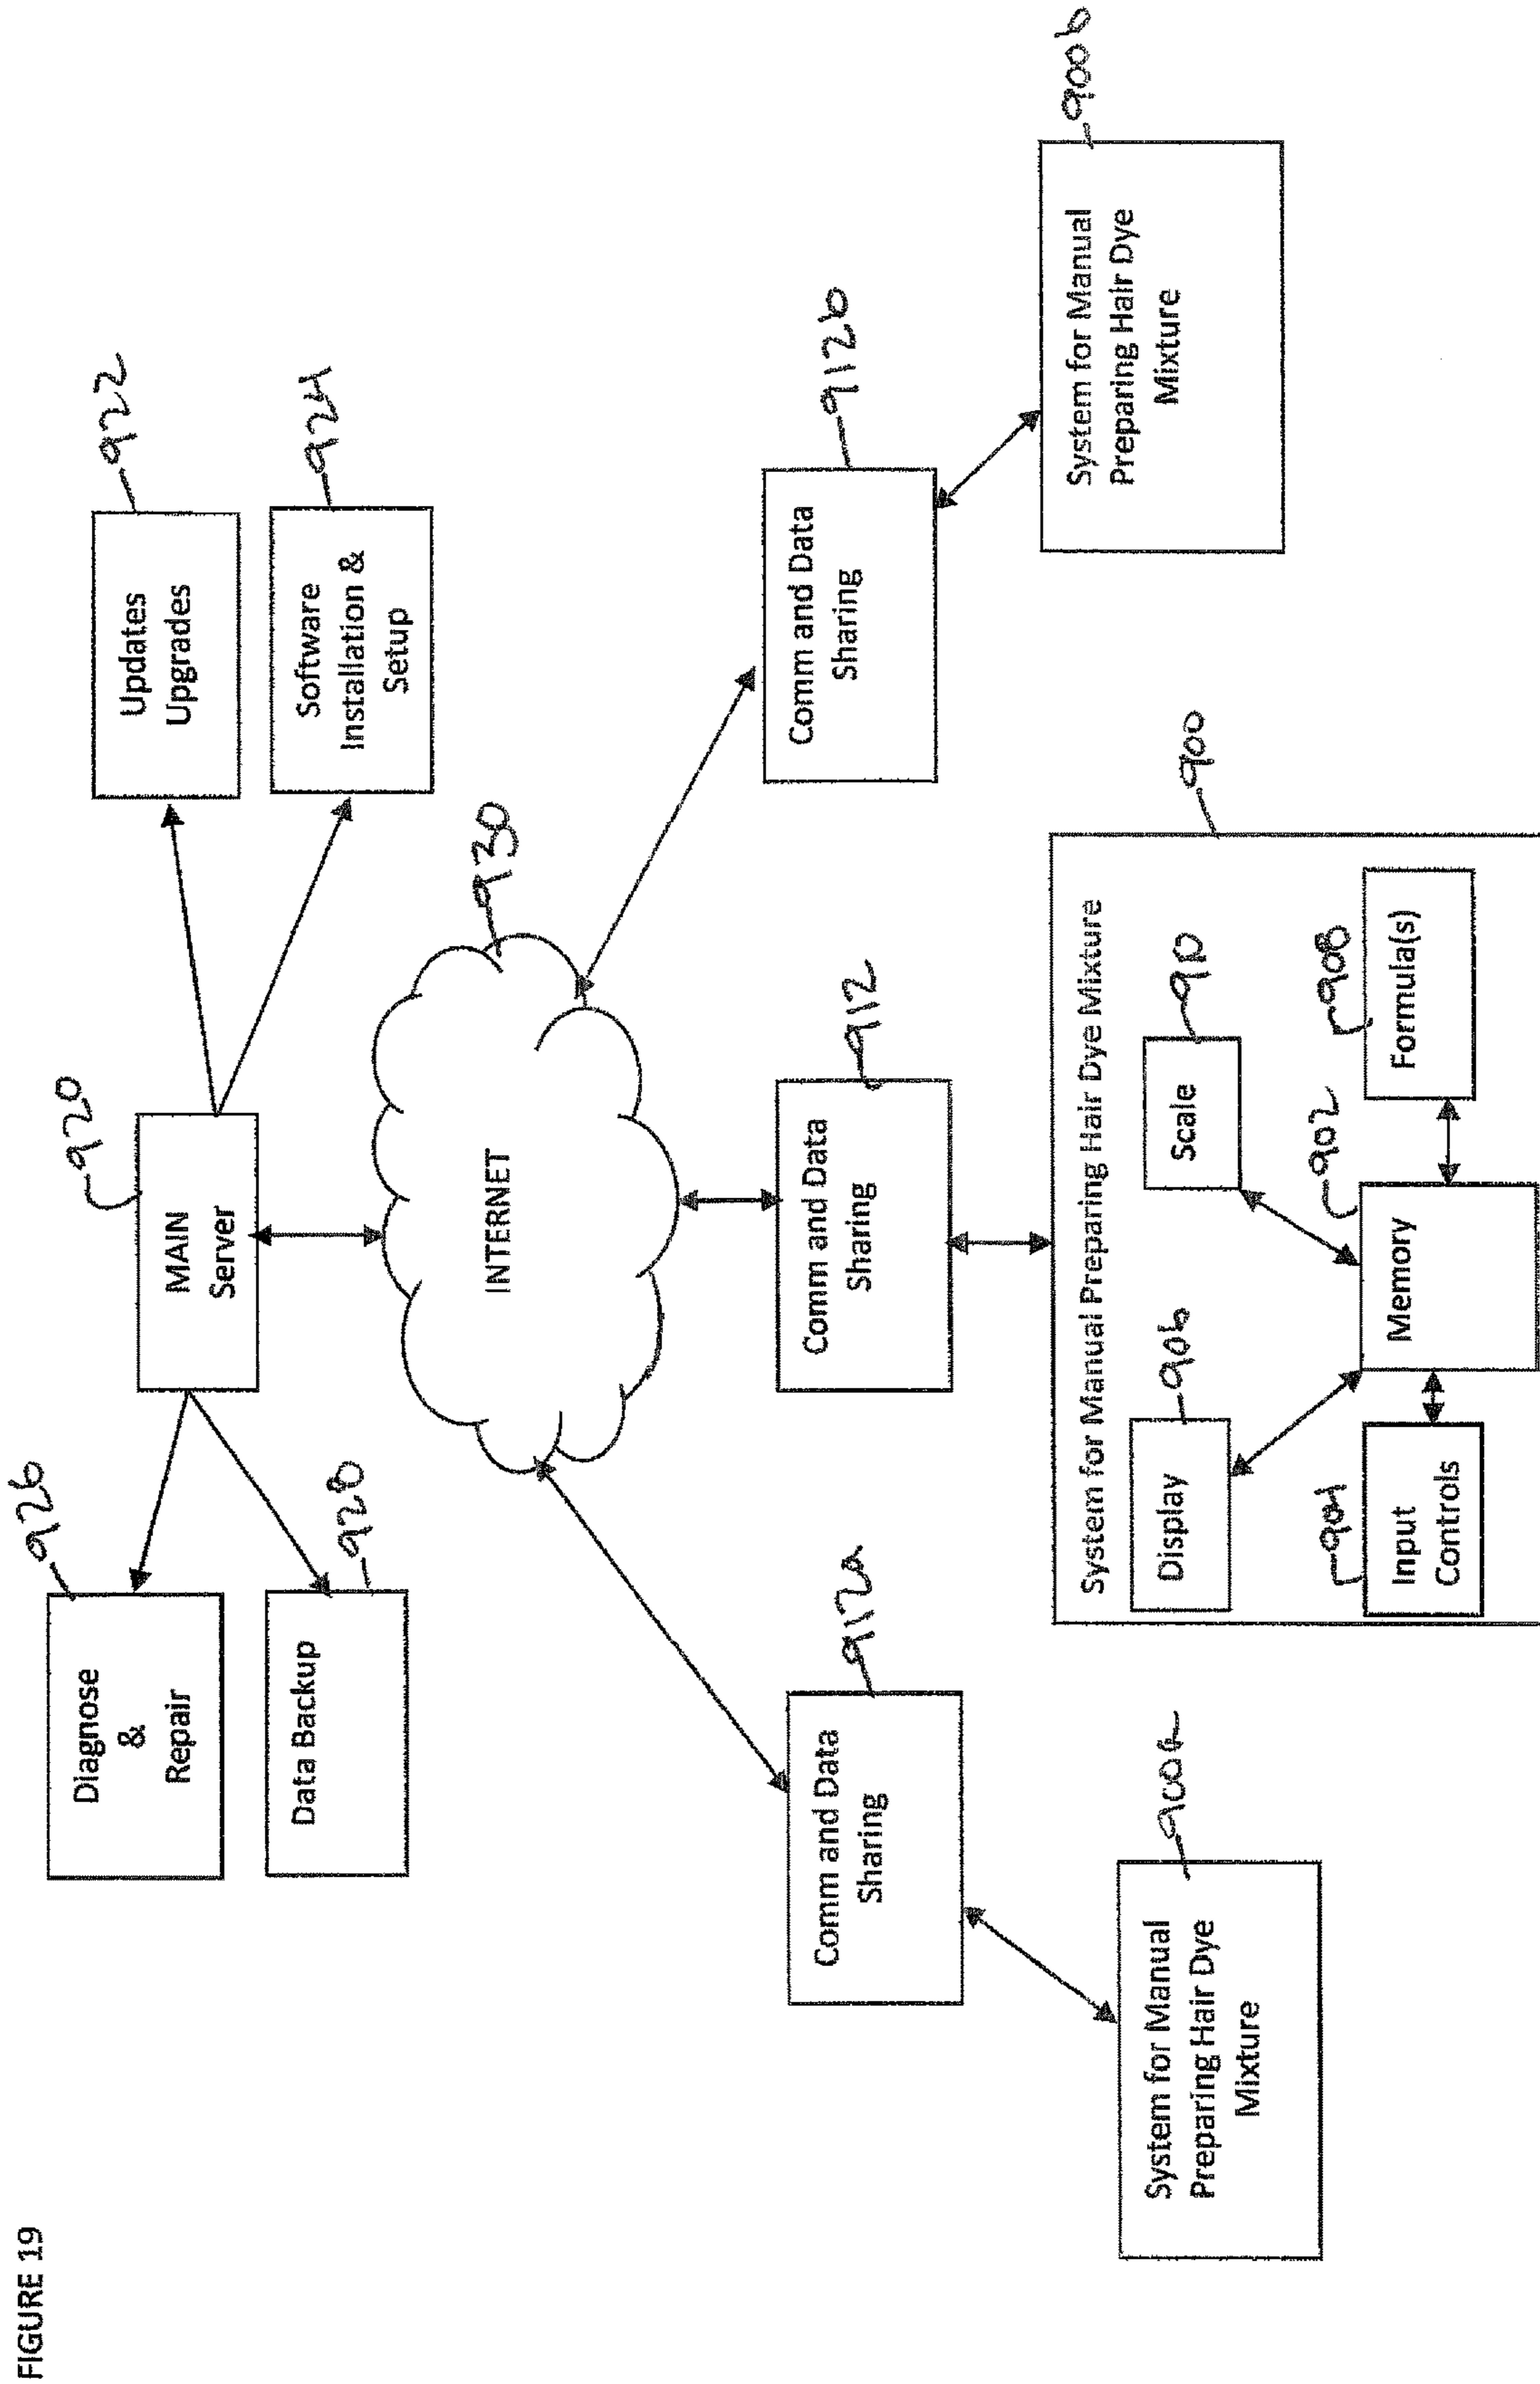 FIGURE 19
926
Diagnose
&
Repair
928
Data Backup
920
MAIN
Server
922
Updates
Upgrades
924
Software
Installation &
Setup
930
INTERNET
912a
Comm and Data
Sharing
912
Comm and Data
Sharing
912b
Comm and Data
Sharing
900a
System for Manual
Preparing Hair Dye
Mixture
900
System for Manual Preparing Hair Dye Mixture
906
Display
910
Scale
904
Input
Controls
902
Memory
908
Formula(s)
900b
System for Manual
Preparing Hair Dye
Mixture